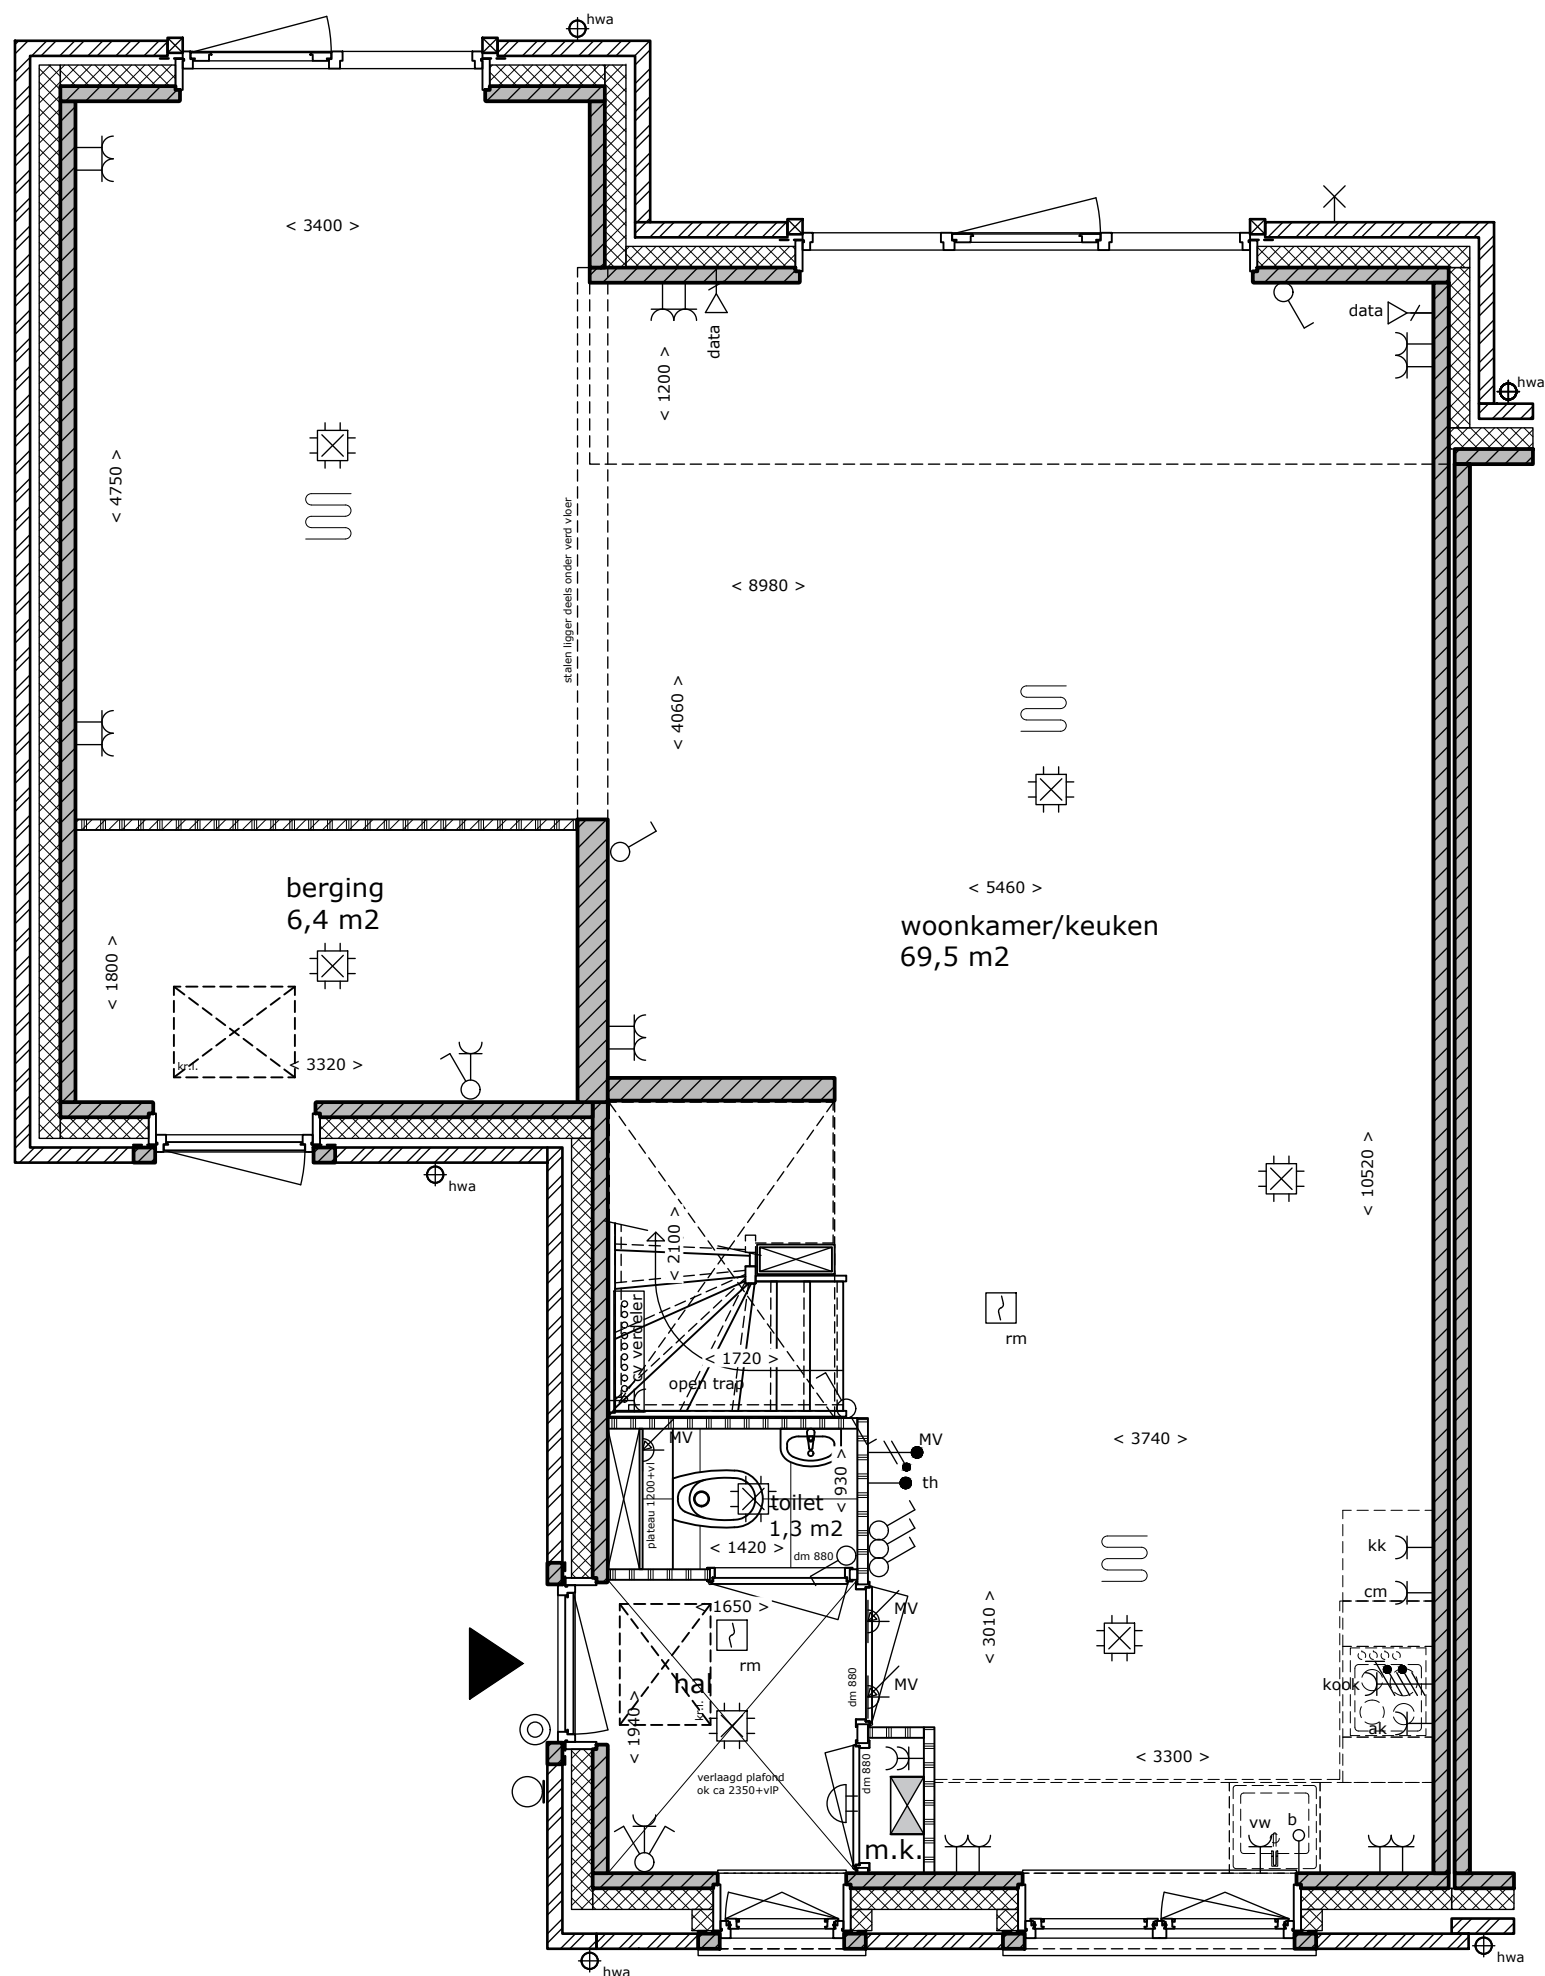 hwa
< 3400 >
data
data
< 1200 >
hwa
< 4750 >
stalen ligger deels onder verd vloer
< 8980 >
< 4060 >
berging
6,4 m2
< 5460 >
woonkamer/keuken
69,5 m2
< 1800 >
kr.l.
< 3320 >
hwa
< 10520 >
< 2100 >
cv verdeler
rm
< 1720 >
open trap
MV
MV
< 3740 >
th
< 930 >
plateau 1200+vl
toilet
1,3 m2
< 1420 >
dm 880
kk
cm
< 1650 >
MV
< 3010 >
rm
hal
kr.l.
dm 880
MV
kook
ak
< 1940 >
< 3300 >
verlaagd plafond
ok ca 2350+vlP
dm 880
m.k.
vw
b
hwa
hwa